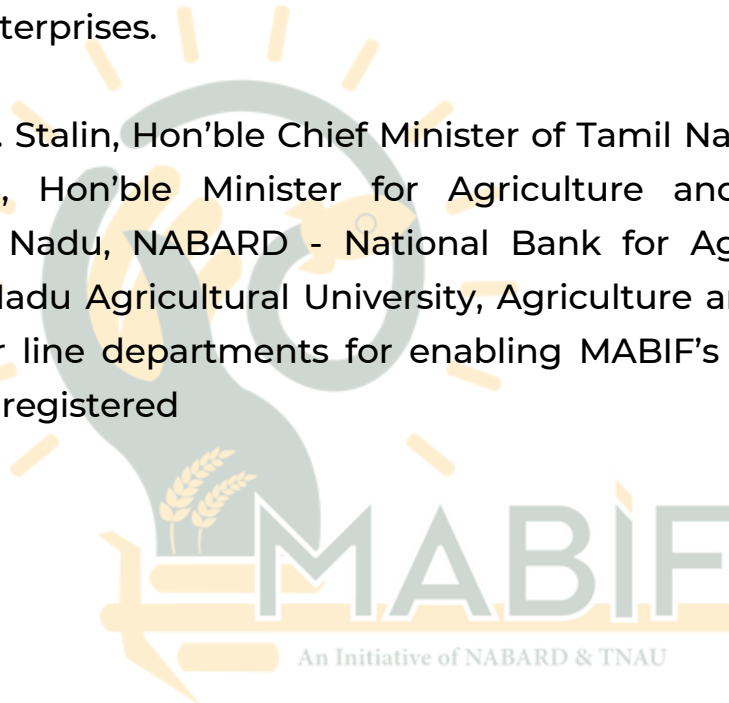 terprises.
. Stalin, Hon’ble Chief Minister of Tamil Na
, Hon’ble Minister for Agriculture and
Nadu, NABARD - National Bank for Ag
Nadu Agricultural University, Agriculture a
r line departments for enabling MABIF’s
registered
MABIF
An Initiative of NABARD & TNAU